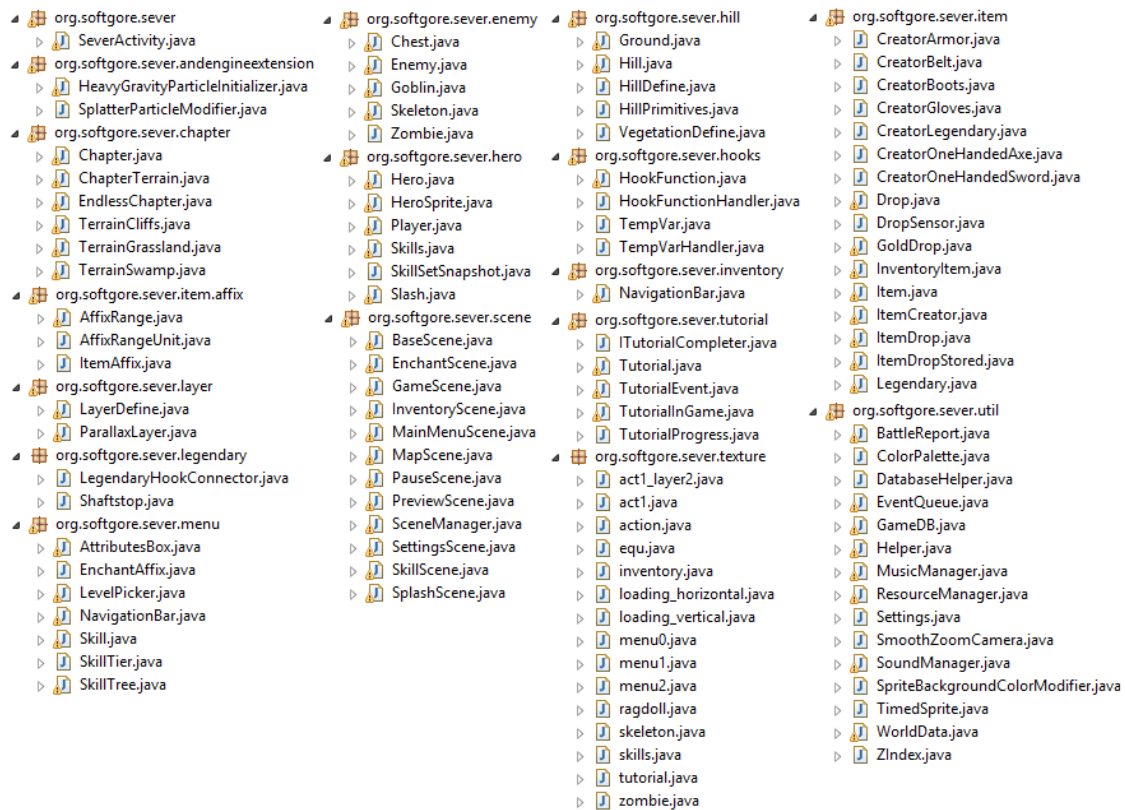 org.softgore.sever
SeverActivity.java
org.softgore.sever.andengineextension
HeavyGravityParticleInitializer.java
SplatterParticleModifier.java
org.softgore.sever.chapter
Chapter.java
ChapterTerrain.java
EndlessChapter.java
TerrainCliffs.java
TerrainGrassland.java
TerrainSwamp.java
org.softgore.sever.item.affix
AffixRange.java
AffixRangeUnit.java
ItemAffix.java
org.softgore.sever.layer
LayerDefine.java
ParallaxLayer.java
org.softgore.sever.legendary
LegendaryHookConnector.java
Shaftstop.java
org.softgore.sever.menu
AttributesBox.java
EnchantAffix.java
LevelPicker.java
NavigationBar.java
Skill.java
SkillTier.java
SkillTree.java
org.softgore.sever.enemy
Chest.java
Enemy.java
Goblin.java
Skeleton.java
Zombie.java
org.softgore.sever.hero
Hero.java
HeroSprite.java
Player.java
Skills.java
SkillSetSnapshot.java
Slash.java
org.softgore.sever.scene
BaseScene.java
EnchantScene.java
GameScene.java
InventoryScene.java
MainMenuScene.java
MapScene.java
PauseScene.java
PreviewScene.java
SceneManager.java
SettingsScene.java
SkillScene.java
SplashScene.java
org.softgore.sever.hill
Ground.java
Hill.java
HillDefine.java
HillPrimitives.java
VegetationDefine.java
org.softgore.sever.hooks
HookFunction.java
HookFunctionHandler.java
TempVar.java
TempVarHandler.java
org.softgore.sever.inventory
NavigationBar.java
org.softgore.sever.tutorial
ITutorialCompleter.java
Tutorial.java
TutorialEvent.java
TutorialInGame.java
TutorialProgress.java
org.softgore.sever.texture
act1_layer2.java
act1.java
action.java
equ.java
inventory.java
loading_horizontal.java
loading_vertical.java
menu0.java
menu1.java
menu2.java
ragdoll.java
skeleton.java
skills.java
tutorial.java
zombie.java
org.softgore.sever.item
CreatorArmor.java
CreatorBelt.java
CreatorBoots.java
CreatorGloves.java
CreatorLegendary.java
CreatorOneHandedAxe.java
CreatorOneHandedSword.java
Drop.java
DropSensor.java
GoldDrop.java
InventoryItem.java
Item.java
ItemCreator.java
ItemDrop.java
ItemDropStored.java
Legendary.java
org.softgore.sever.util
BattleReport.java
ColorPalette.java
DatabaseHelper.java
EventQueue.java
GameDB.java
Helper.java
MusicManager.java
ResourceManager.java
Settings.java
SmoothZoomCamera.java
SoundManager.java
SpriteBackgroundColorModifier.java
TimedSprite.java
WorldData.java
ZIndex.java